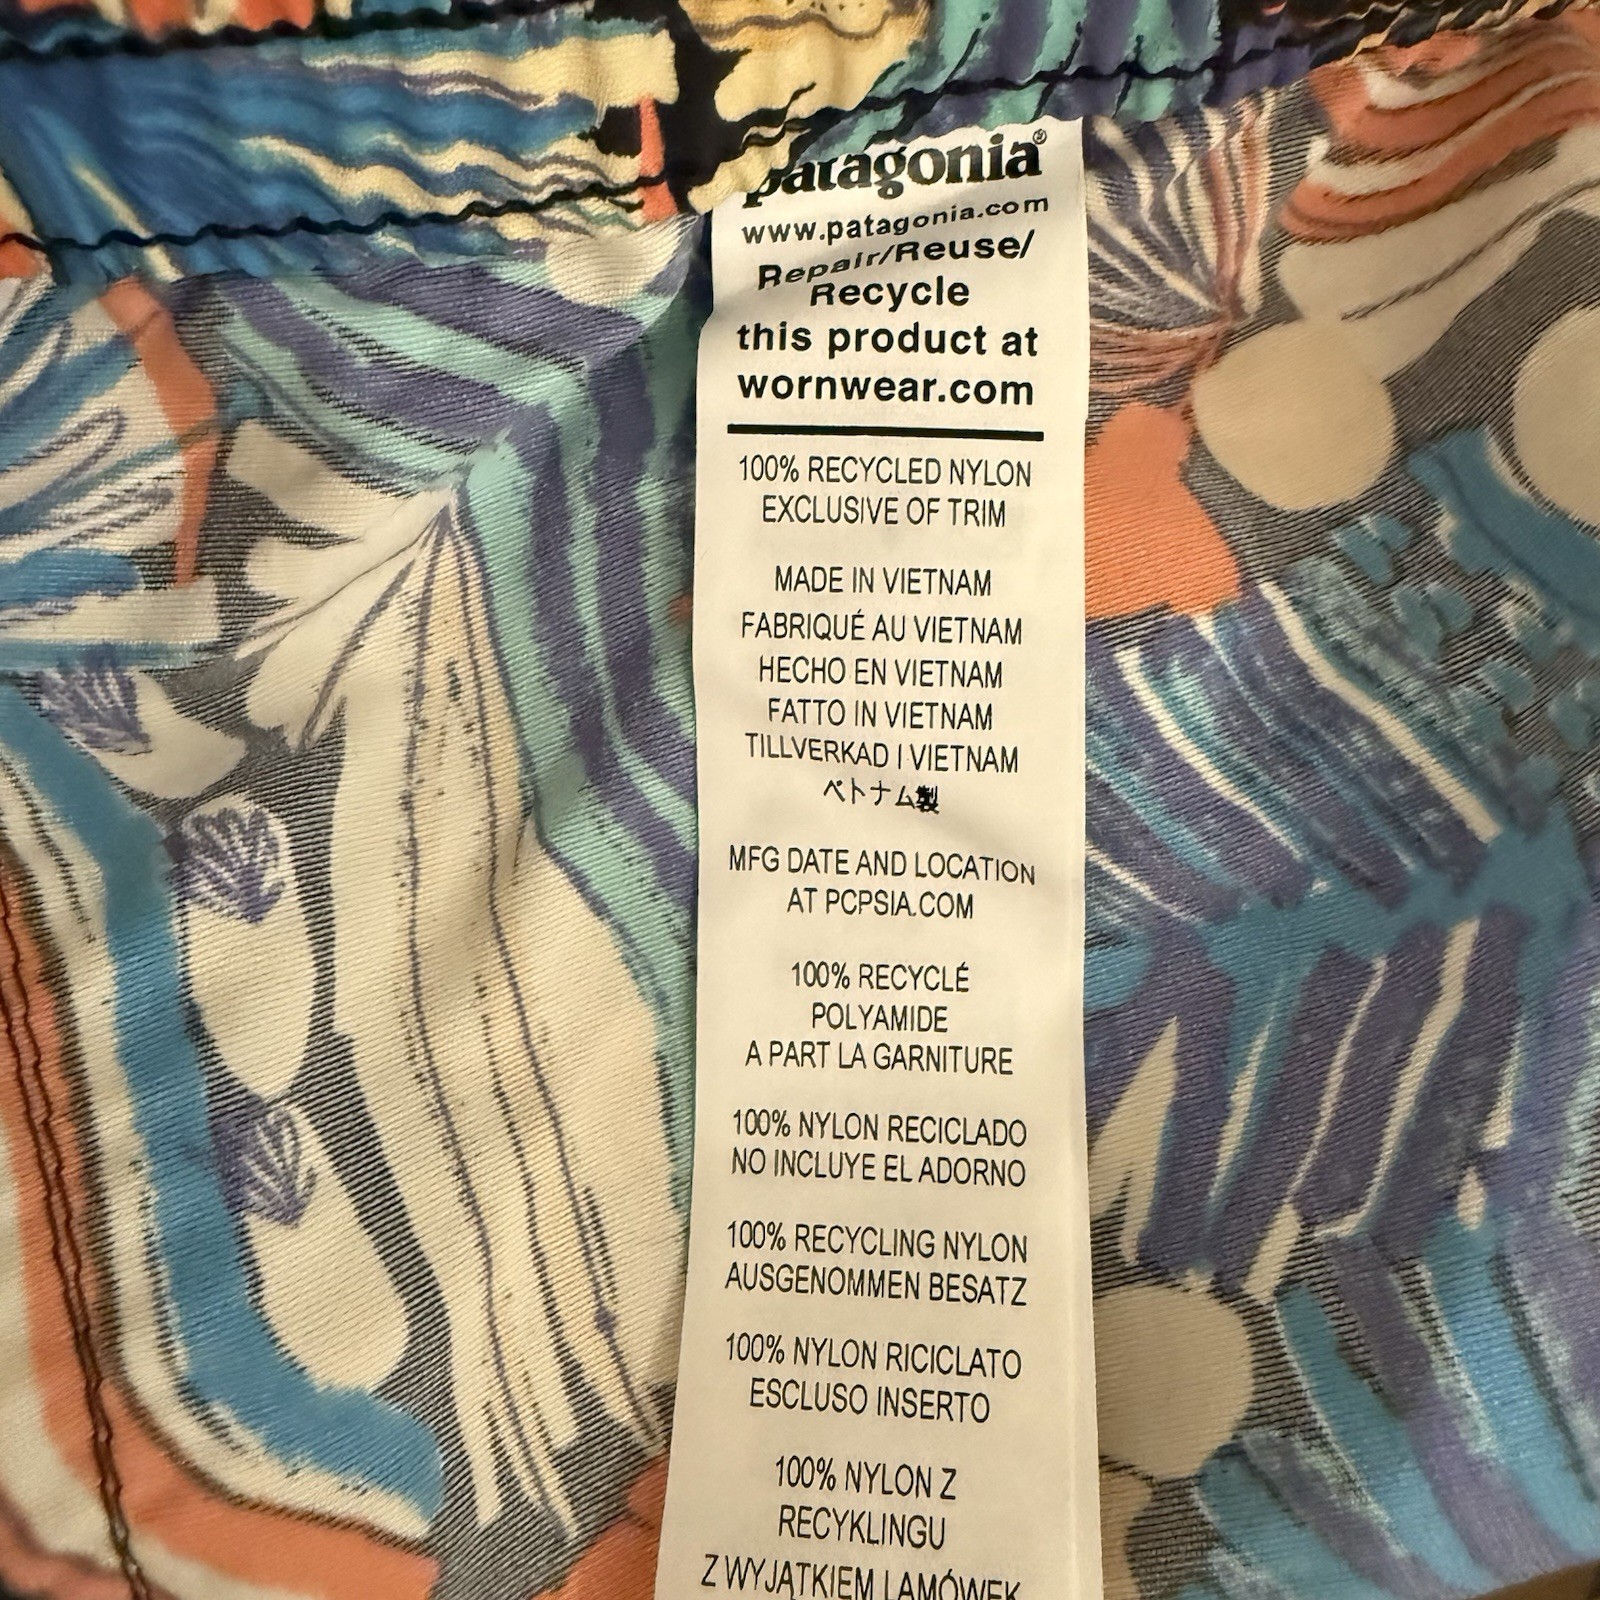 patagonia®
www.patagonia.com
Repair/Reuse/
Recycle
this product at
wornwear.com
100% RECYCLED NYLON
EXCLUSIVE OF TRIM
MADE IN VIETNAM
FABRIQUÉ AU VIETNAM
HECHO EN VIETNAM
FATTO IN VIETNAM
TILLVERKAD I VIETNAM
ベトナム製
MFG DATE AND LOCATION
AT PCPSIA.COM
100% RECYCLÉ
POLYAMIDE
A PART LA GARNITURE
100% NYLON RECICLADO
NO INCLUYE EL ADORNO
100% RECYCLING NYLON
AUSGENOMMEN BESATZ
100% NYLON RICICLATO
ESCLUSO INSERTO
100% NYLON Z
RECYKLINGU
Z WYJĄTKIEM LAMÓWEK